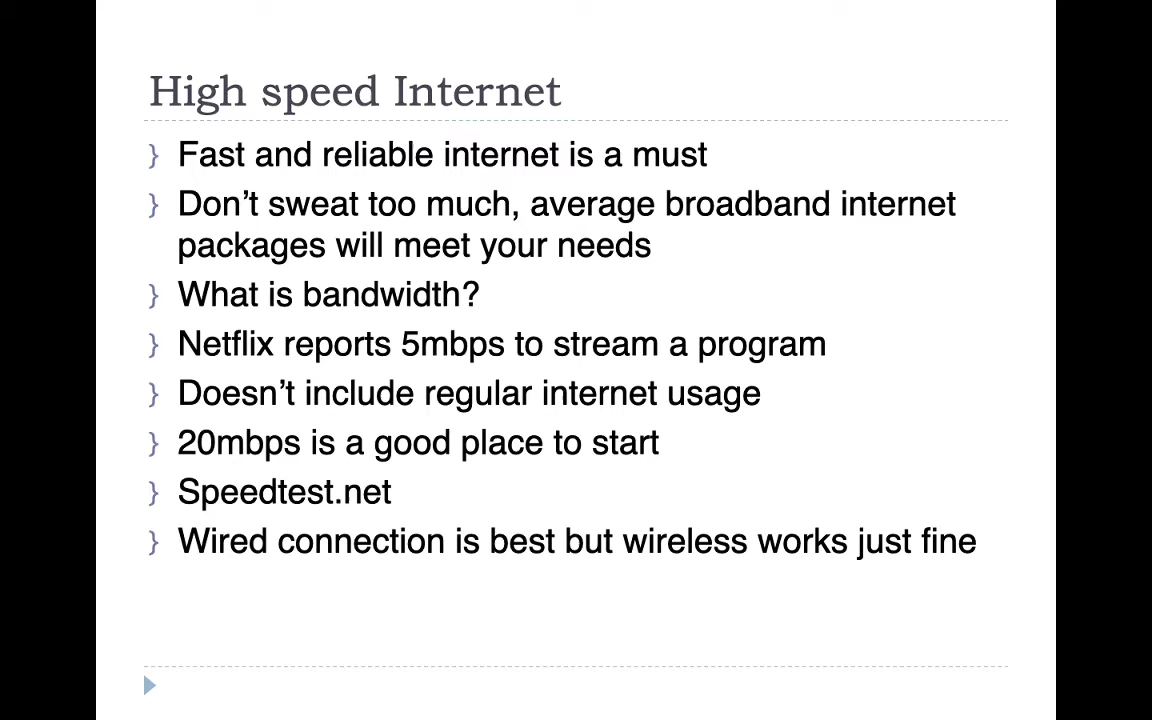 High speed Internet
} Fast and reliable internet is a must
} Don’t sweat too much, average broadband internet
packages will meet your needs
} What is bandwidth?
} Netflix reports 5mbps to stream a program
} Doesn’t include regular internet usage
} 20mbps is a good place to start
} Speedtest.net
} Wired connection is best but wireless works just fine